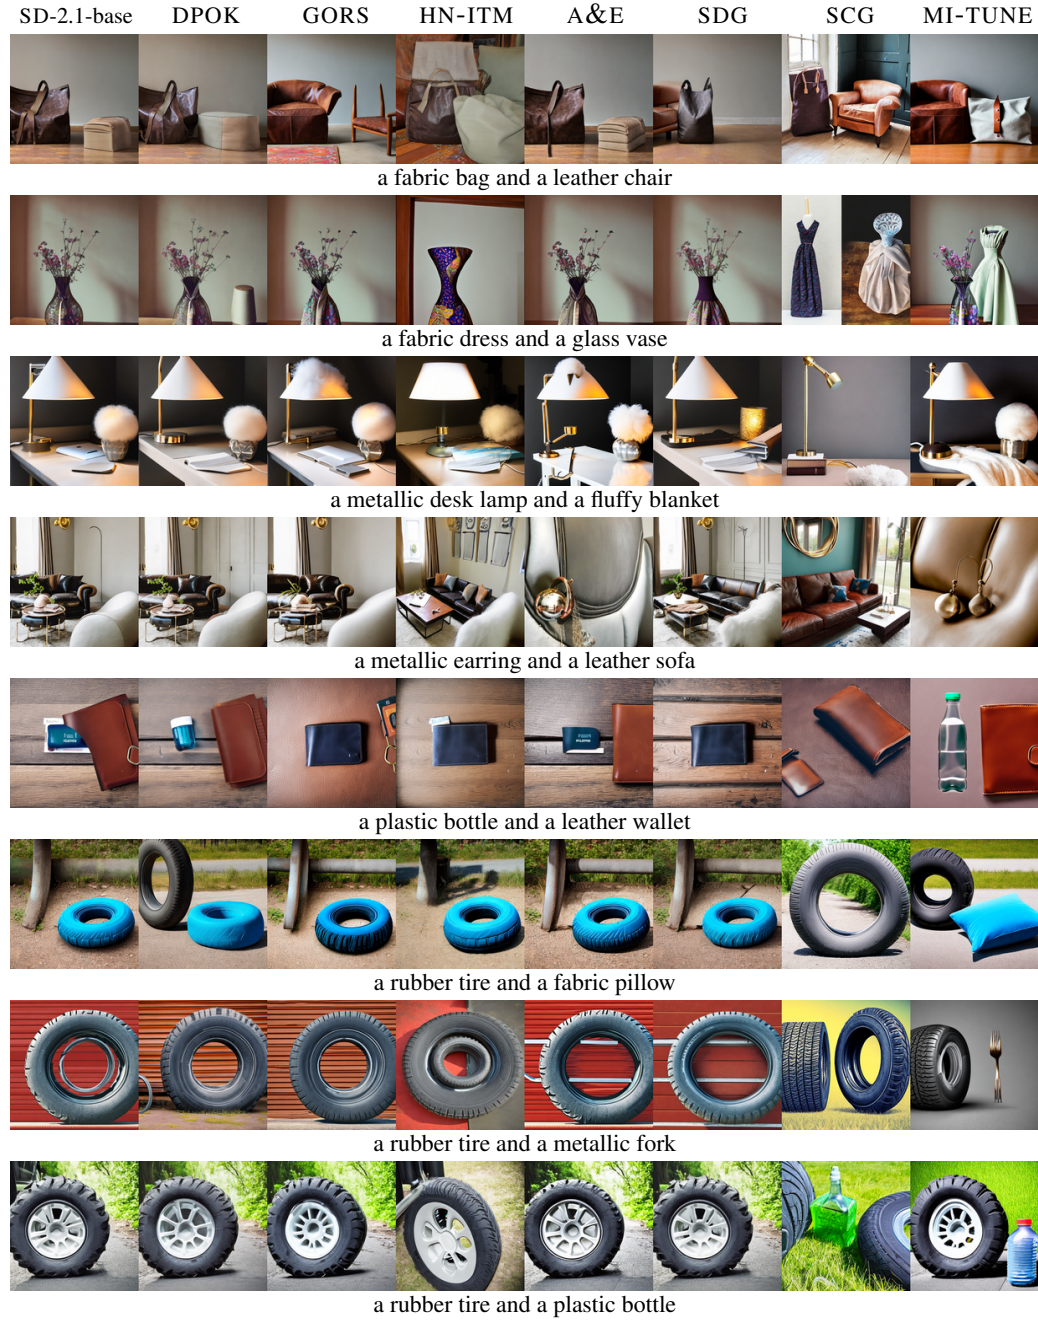 SD-2.1-base DPOK GORS HN-ITM A&E SDG SCG MI-TUNE
a fabric bag and a leather chair
a fabric dress and a glass vase
a metallic desk lamp and a fluffy blanket
a metallic earring and a leather sofa
a plastic bottle and a leather wallet
a rubber tire and a fabric pillow
a rubber tire and a metallic fork
a rubber tire and a plastic bottle